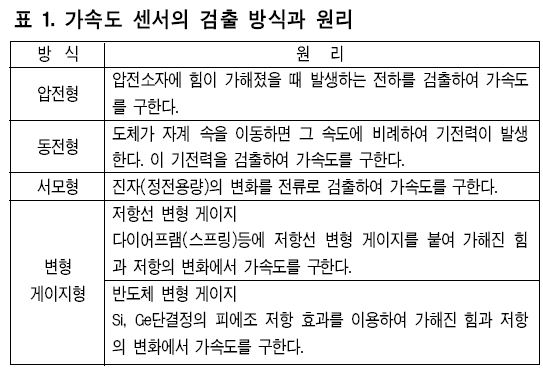 표 1. 가속도 센서의 검출 방식과 원리
방 식 원 리
압전형
압전소자에 힘이 가해졌을 때 발생하는 전하를 검출하여 가속도
를 구한다.
동전형
도체가 자계 속을 이동하면 그 속도에 비례하여 기전력이 발생
한다. 이 기전력을 검출하여 가속도를 구한다.
서모형
진자(정전용량)의 변화를 전류로 검출하여 가속도를 구한다.
변형
게이지형
저항선 변형 게이지
다이어프램(스프링)등에 저항선 변형 게이지를 붙여 가해진 힘
과 저항의 변화에서 가속도를 구한다.
반도체 변형 게이지
Si, Ge단결정의 피에조 저항 효과를 이용하여 가해진 힘과 저항
의 변화에서 가속도를 구한다.